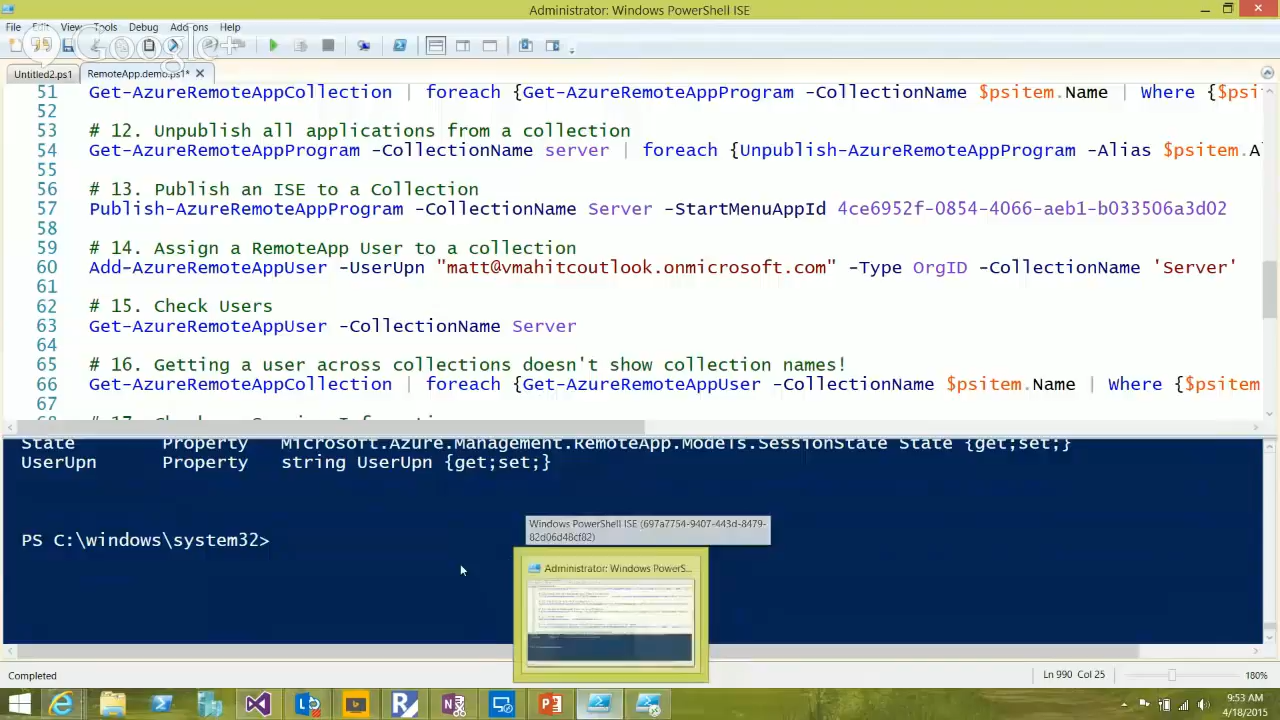 Administrator: Windows PowerShell ISE
File Edit View Tools Debug Add-ons Help
Google+
Untitled2.ps1 RemoteApp.demo.ps1*
51 Get-AzureRemoteAppCollection | foreach {Get-AzureRemoteAppProgram -CollectionName $psitem.Name | Where {$psi
52
53 # 12. Unpublish all applications from a collection
54 Get-AzureRemoteAppProgram -CollectionName server | foreach {Unpublish-AzureRemoteAppProgram -Alias $psitem.Al
55
56 # 13. Publish an ISE to a Collection
57 Publish-AzureRemoteAppProgram -CollectionName Server -StartMenuAppId 4ce6952f-0854-4066-aeb1-b033506a3d02
58
59 # 14. Assign a RemoteApp User to a collection
60 Add-AzureRemoteAppUser -UserUpn "matt@vmahitcoutlook.onmicrosoft.com" -Type OrgID -CollectionName 'Server'
61
62 # 15. Check Users
63 Get-AzureRemoteAppUser -CollectionName Server
64
65 # 16. Getting a user across collections doesn't show collection names!
66 Get-AzureRemoteAppCollection | foreach {Get-AzureRemoteAppUser -CollectionName $psitem.Name | Where {$psitem
67
State Property Microsoft.Azure.Management.RemoteApp.Models.SessionState State {get;set;}
UserUpn Property string UserUpn {get;set;}
PS C:\windows\system32>
Windows PowerShell ISE (697a7754-9407-443d-8479-
82d06d48cf82)
Administrator: Windows PowerS...
Completed Ln 990 Col 25 180%
9:53 AM
4/18/2015